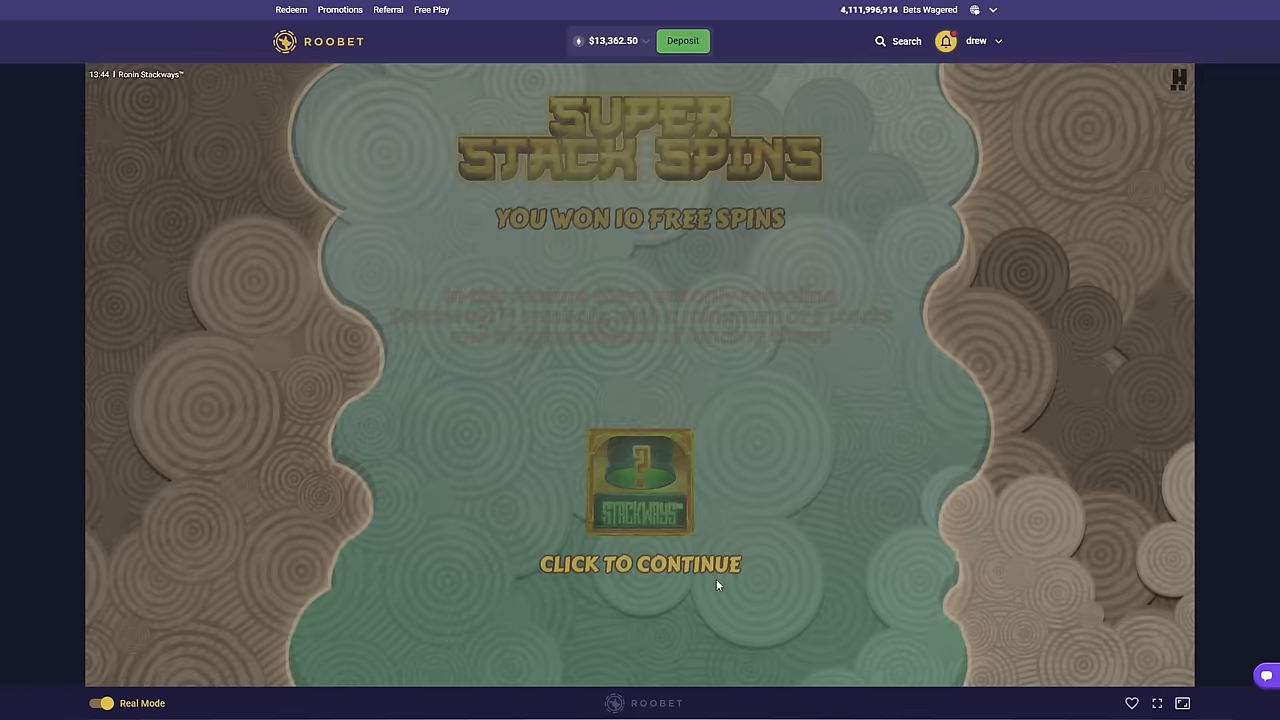 Redeem Promotions Referral Free Play
4,111,996,914 Bets Wagered
ROOBET
$13,362.50
Deposit
Search
drew
13:44 | Ronin Stackways™
SUPER
STACK SPINS
YOU WON 10 FREE SPINS
?
STACKWAYS™
CLICK TO CONTINUE
Real Mode
ROOBET